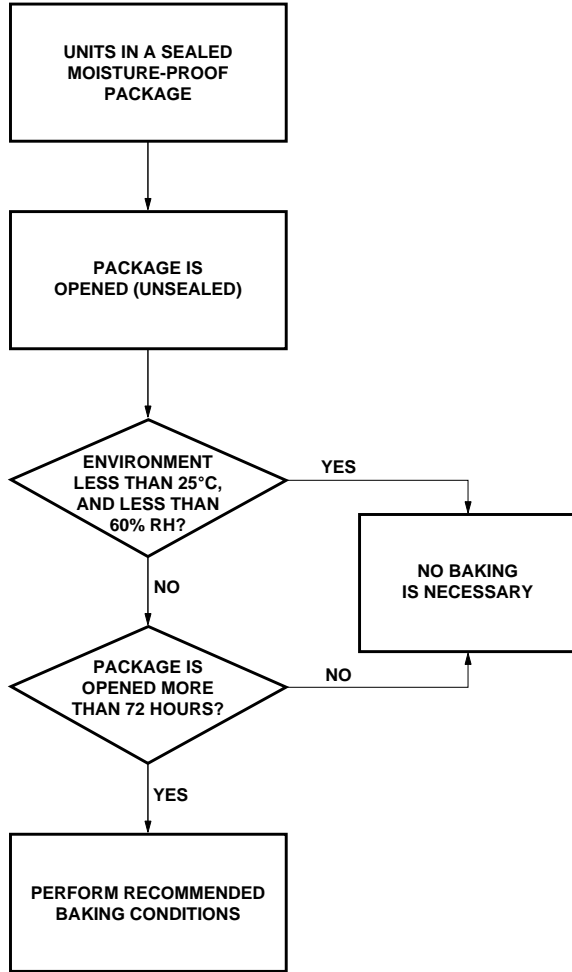 UNITS IN A SEALED
MOISTURE-PROOF
PACKAGE
PACKAGE IS
OPENED (UNSEALED)
ENVIRONMENT
LESS THAN 25°C,
AND LESS THAN
60% RH?
YES
NO BAKING
IS NECESSARY
NO
PACKAGE IS
OPENED MORE
THAN 72 HOURS?
NO
YES
PERFORM RECOMMENDED
BAKING CONDITIONS